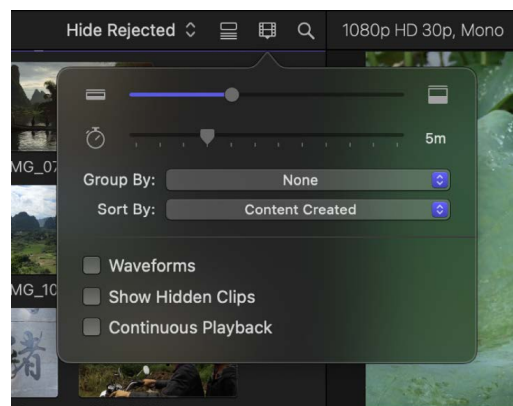 Hide Rejected
1080p HD 30p, Mono
5m
MG_07
Group By: None
Sort By: Content Created
Waveforms
MG_10
Show Hidden Clips
Continuous Playback
绪